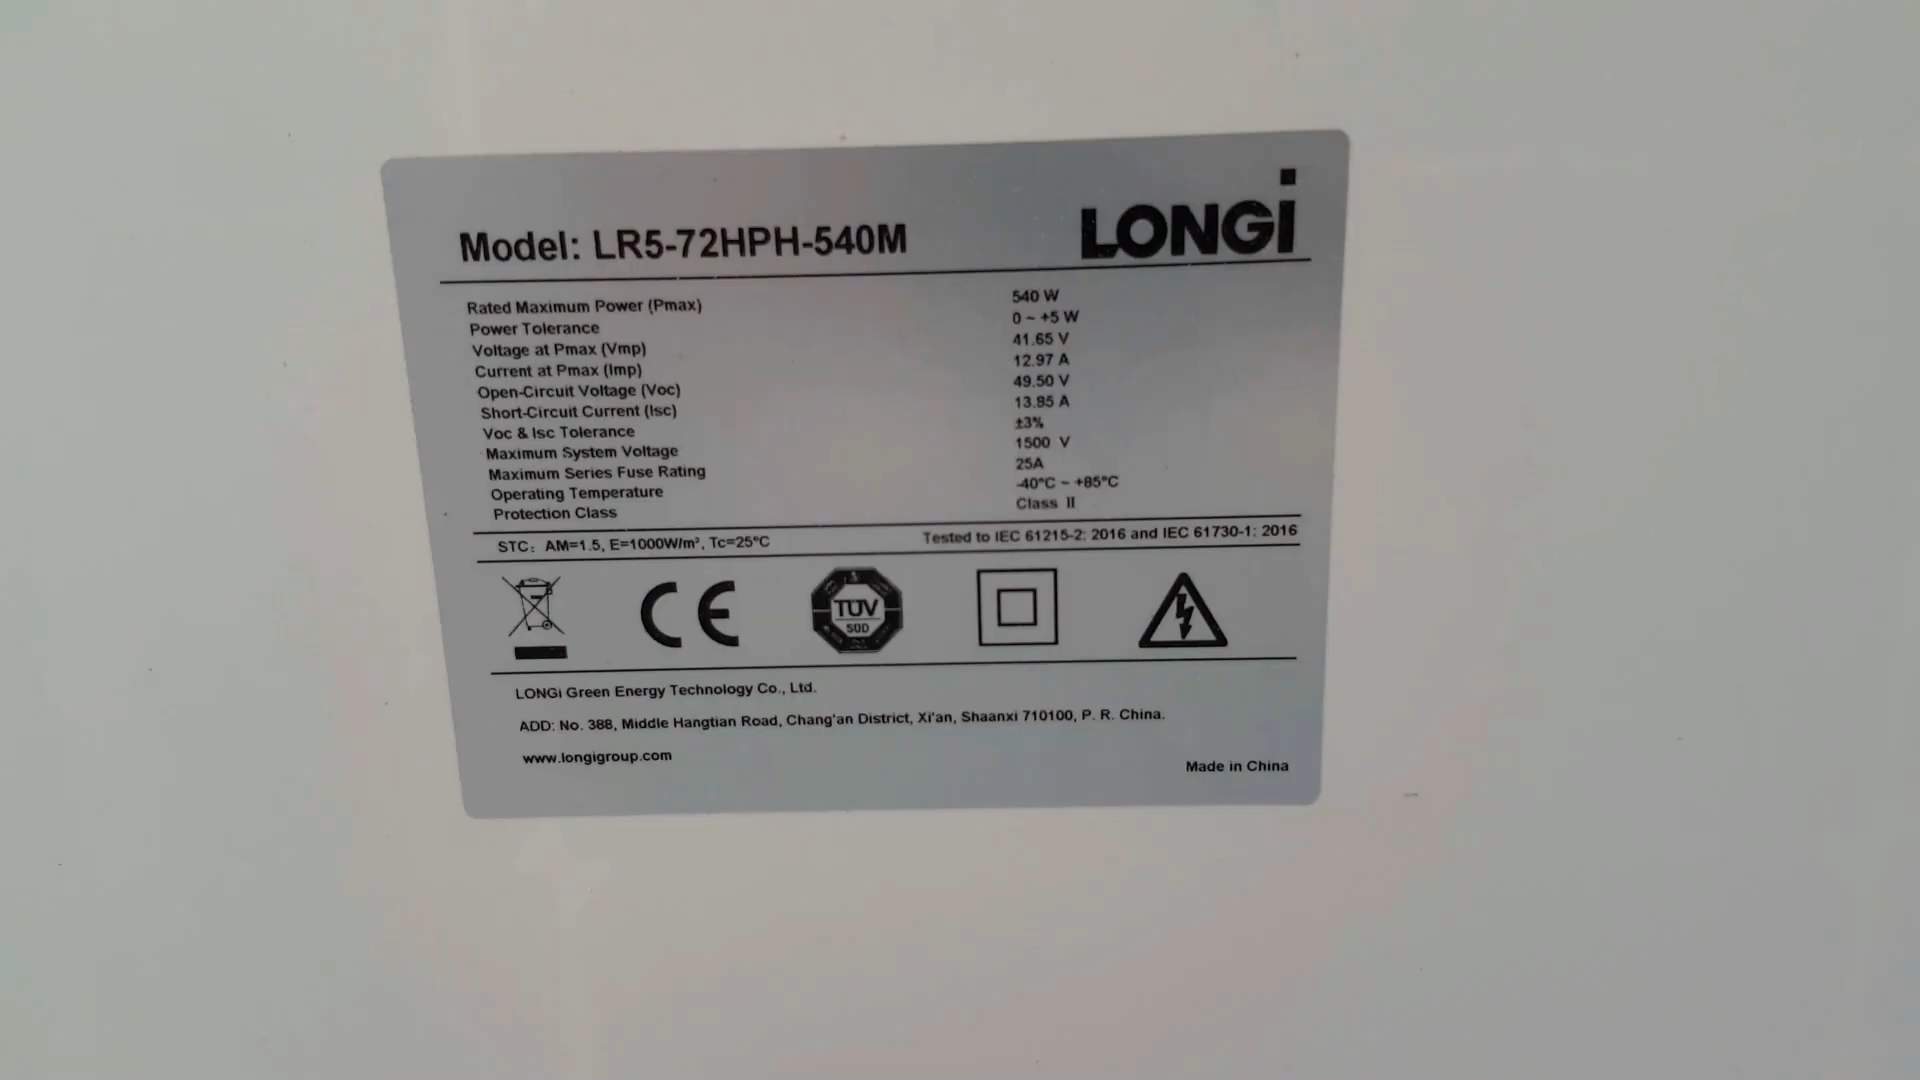 Model: LR5-72HPH-540M LONGi
Rated Maximum Power (Pmax) 540 W
Power Tolerance 0 ~ +5 W
Voltage at Pmax (Vmp) 41.65 V
Current at Pmax (Imp) 12.97 A
Open-Circuit Voltage (Voc) 49.50 V
Short-Circuit Current (Isc) 13.85 A
Voc & Isc Tolerance ±3%
Maximum System Voltage 1500 V
Maximum Series Fuse Rating 25A
Operating Temperature -40°C ~ +85°C
Protection Class Class II
STC: AM=1.5, E=1000W/m², Tc=25°C Tested to IEC 61215-2: 2016 and IEC 61730-1: 2016
CE
TUV
SUD
LONGi Green Energy Technology Co., Ltd.
ADD: No. 388, Middle Hangtian Road, Chang'an District, Xi'an, Shaanxi 710100, P. R. China.
www.longigroup.com
Made in China